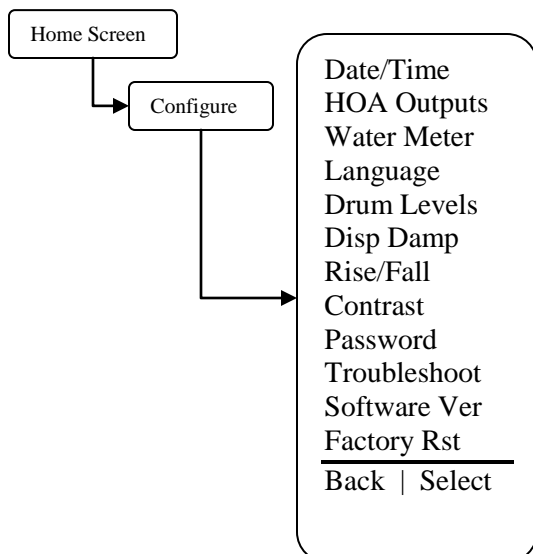 Home Screen
Configure
Date/Time
HOA Outputs
Water Meter
Language
Drum Levels
Disp Damp
Rise/Fall
Contrast
Password
Troubleshoot
Software Ver
Factory Rst
Back | Select